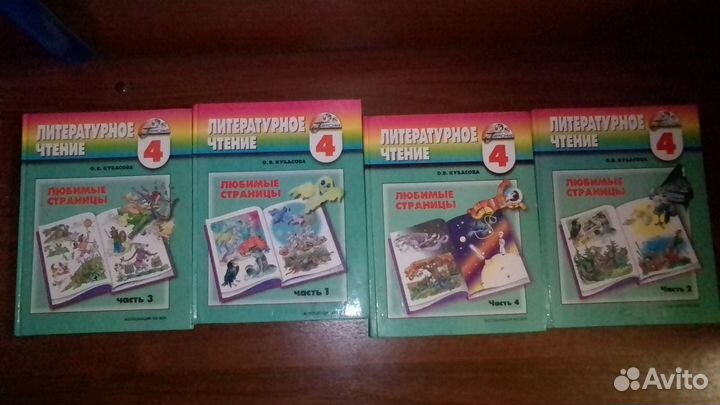 ЛИТЕРАТУРНОЕ
ЧТЕНИЕ
4
О. В. КУБАСОВА
ЛЮБИМЫЕ
СТРАНИЦЫ
часть 3
ЛИТЕРАТУРНОЕ
ЧТЕНИЕ
4
О. В. КУБАСОВА
ЛЮБИМЫЕ
СТРАНИЦЫ
часть 1
ЛИТЕРАТУРНОЕ
ЧТЕНИЕ
4
О.В. КУБАСОВА
ЛЮБИМЫЕ
СТРАНИЦЫ
Часть 4
ЛИТЕРАТУРНОЕ
ЧТЕНИЕ
4
О.В. КУБАСОВА
ЛЮБИМЫЕ
СТРАНИЦЫ
Часть 2
Avito